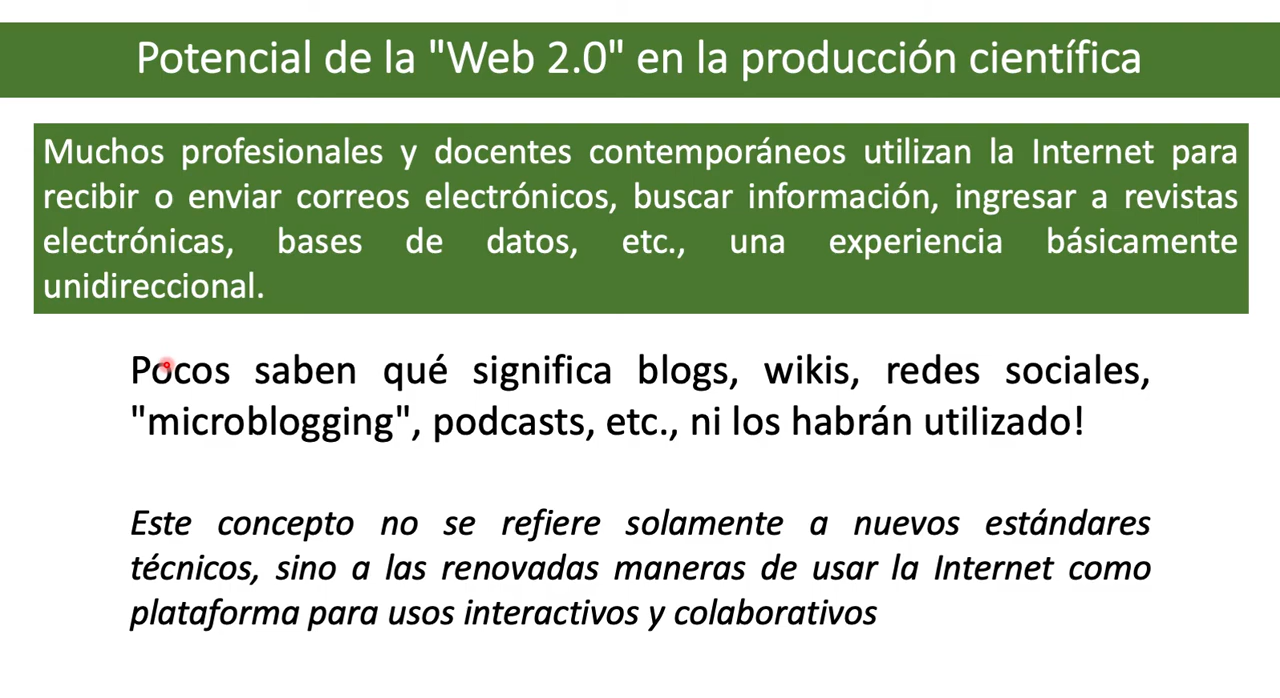 Potencial de la "Web 2.0" en la producción científica
Muchos profesionales y docentes contemporáneos utilizan la Internet para
recibir o enviar correos electrónicos, buscar información, ingresar a revistas
electrónicas, bases de datos, etc., una experiencia básicamente
unidireccional.
Pocos saben qué significa blogs, wikis, redes sociales,
"microblogging", podcasts, etc., ni los habrán utilizado!
Este concepto no se refiere solamente a nuevos estándares
técnicos, sino a las renovadas maneras de usar la Internet como
plataforma para usos interactivos y colaborativos